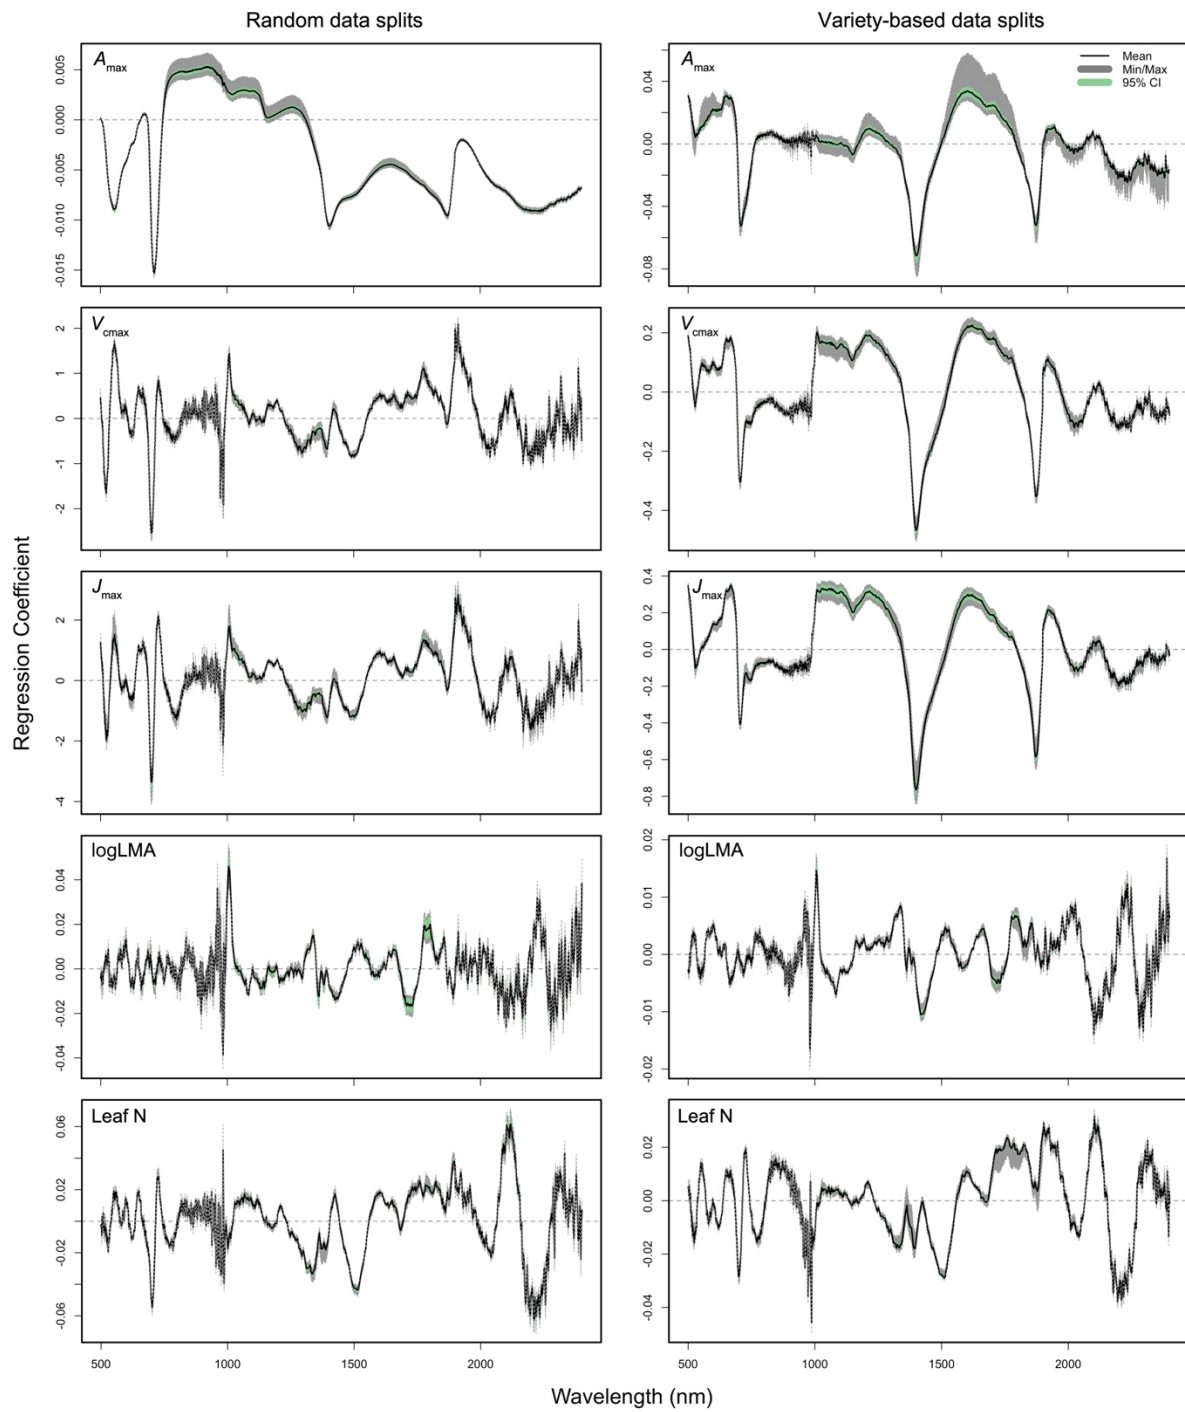 Random data splits
Variety-based data splits
Amax
0.005
0.000
-0.005
-0.010
-0.015
Amax
Mean
Min/Max
95% CI
0.04
0.00
-0.04
-0.08
Vcmax
2
1
0
-1
-2
Vcmax
0.2
0.0
-0.2
-0.4
Regression Coefficient
Jmax
2
0
-2
-4
Jmax
0.4
0.2
0.0
-0.2
-0.4
-0.6
-0.8
logLMA
0.04
0.02
0.00
-0.02
-0.04
logLMA
0.02
0.01
0.00
-0.01
-0.02
Leaf N
0.06
0.02
-0.02
-0.06
Leaf N
0.02
0.00
-0.02
-0.04
500 1000 1500 2000
500 1000 1500 2000
Wavelength (nm)